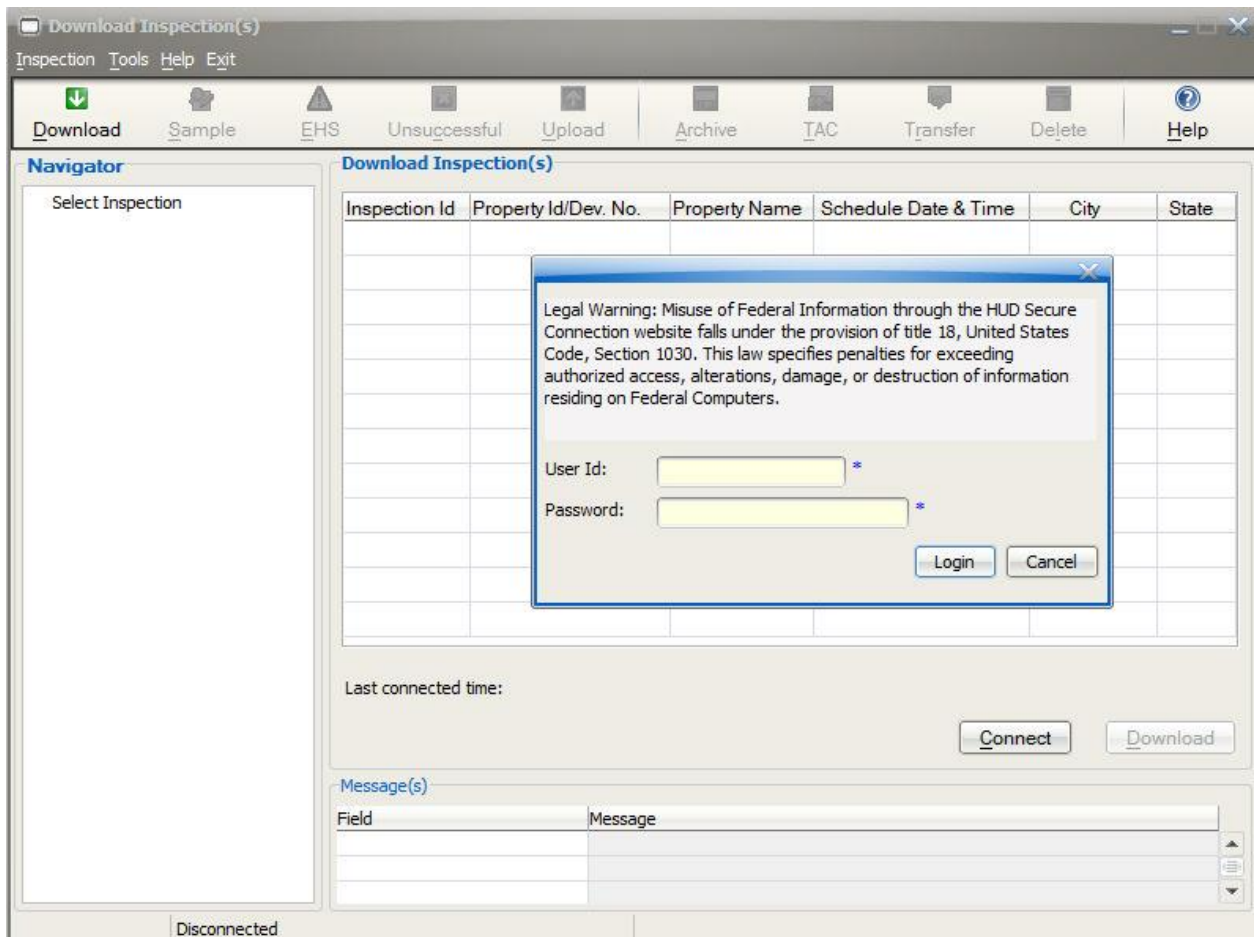 Download Inspection(s)
Inspection Tools Help Exit
Download Sample EHS Unsuccessful Upload Archive TAC Transfer Delete Help
Navigator
Select Inspection
Download Inspection(s)
Inspection Id Property Id/Dev. No. Property Name Schedule Date & Time City State
Legal Warning: Misuse of Federal Information through the HUD Secure
Connection website falls under the provision of title 18, United States
Code, Section 1030. This law specifies penalties for exceeding
authorized access, alterations, damage, or destruction of information
residing on Federal Computers.
User Id: *
Password: *
Login Cancel
Last connected time:
Connect Download
Message(s)
Field Message
Disconnected